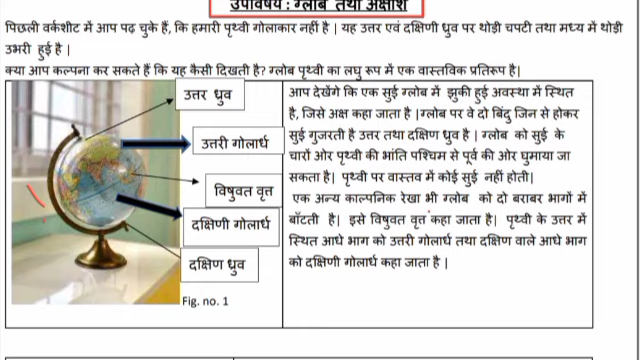 उपविषय : ग्लोब तथा अक्षांश
पिछली वर्कशीट में आप पढ़ चुके हैं, कि हमारी पृथ्वी गोलाकार नहीं है | यह उत्तर एवं दक्षिणी ध्रुव पर थोड़ी चपटी तथा मध्य में थोड़ी
उभरी हुई है |
क्या आप कल्पना कर सकते हैं कि यह कैसी दिखती है? ग्लोब पृथ्वी का लघु रूप में एक वास्तविक प्रतिरूप है|
उत्तर ध्रुव
उत्तरी गोलार्ध
विषुवत वृत्त
दक्षिणी गोलार्ध
दक्षिण ध्रुव
Fig. no. 1
आप देखेंगे कि एक सुई ग्लोब में झुकी हुई अवस्था में स्थित
है, जिसे अक्ष कहा जाता है |ग्लोब पर वे दो बिंदु जिन से होकर
सुई गुजरती है उत्तर तथा दक्षिण ध्रुव है | ग्लोब को सुई के
चारों ओर पृथ्वी की भांति पश्चिम से पूर्व की ओर घुमाया जा
सकता है| पृथ्वी पर वास्तव में कोई सुई नहीं होती|
एक अन्य काल्पनिक रेखा भी ग्लोब को दो बराबर भागों में
बाँटती है| इसे विषुवत वृत्त कहा जाता है| पृथ्वी के उत्तर में
स्थित आधे भाग को उत्तरी गोलार्ध तथा दक्षिण वाले आधे भाग
को दक्षिणी गोलार्ध कहा जाता है |